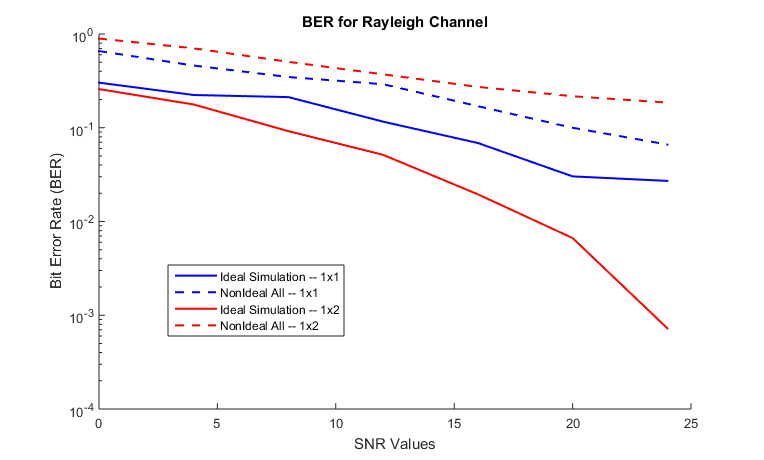 BER for Rayleigh Channel
10^0
10^-1
10^-2
10^-3
10^-4
Bit Error Rate (BER)
Ideal Simulation -- 1x1
NonIdeal All -- 1x1
Ideal Simulation -- 1x2
NonIdeal All -- 1x2
0 5 10 15 20 25
SNR Values